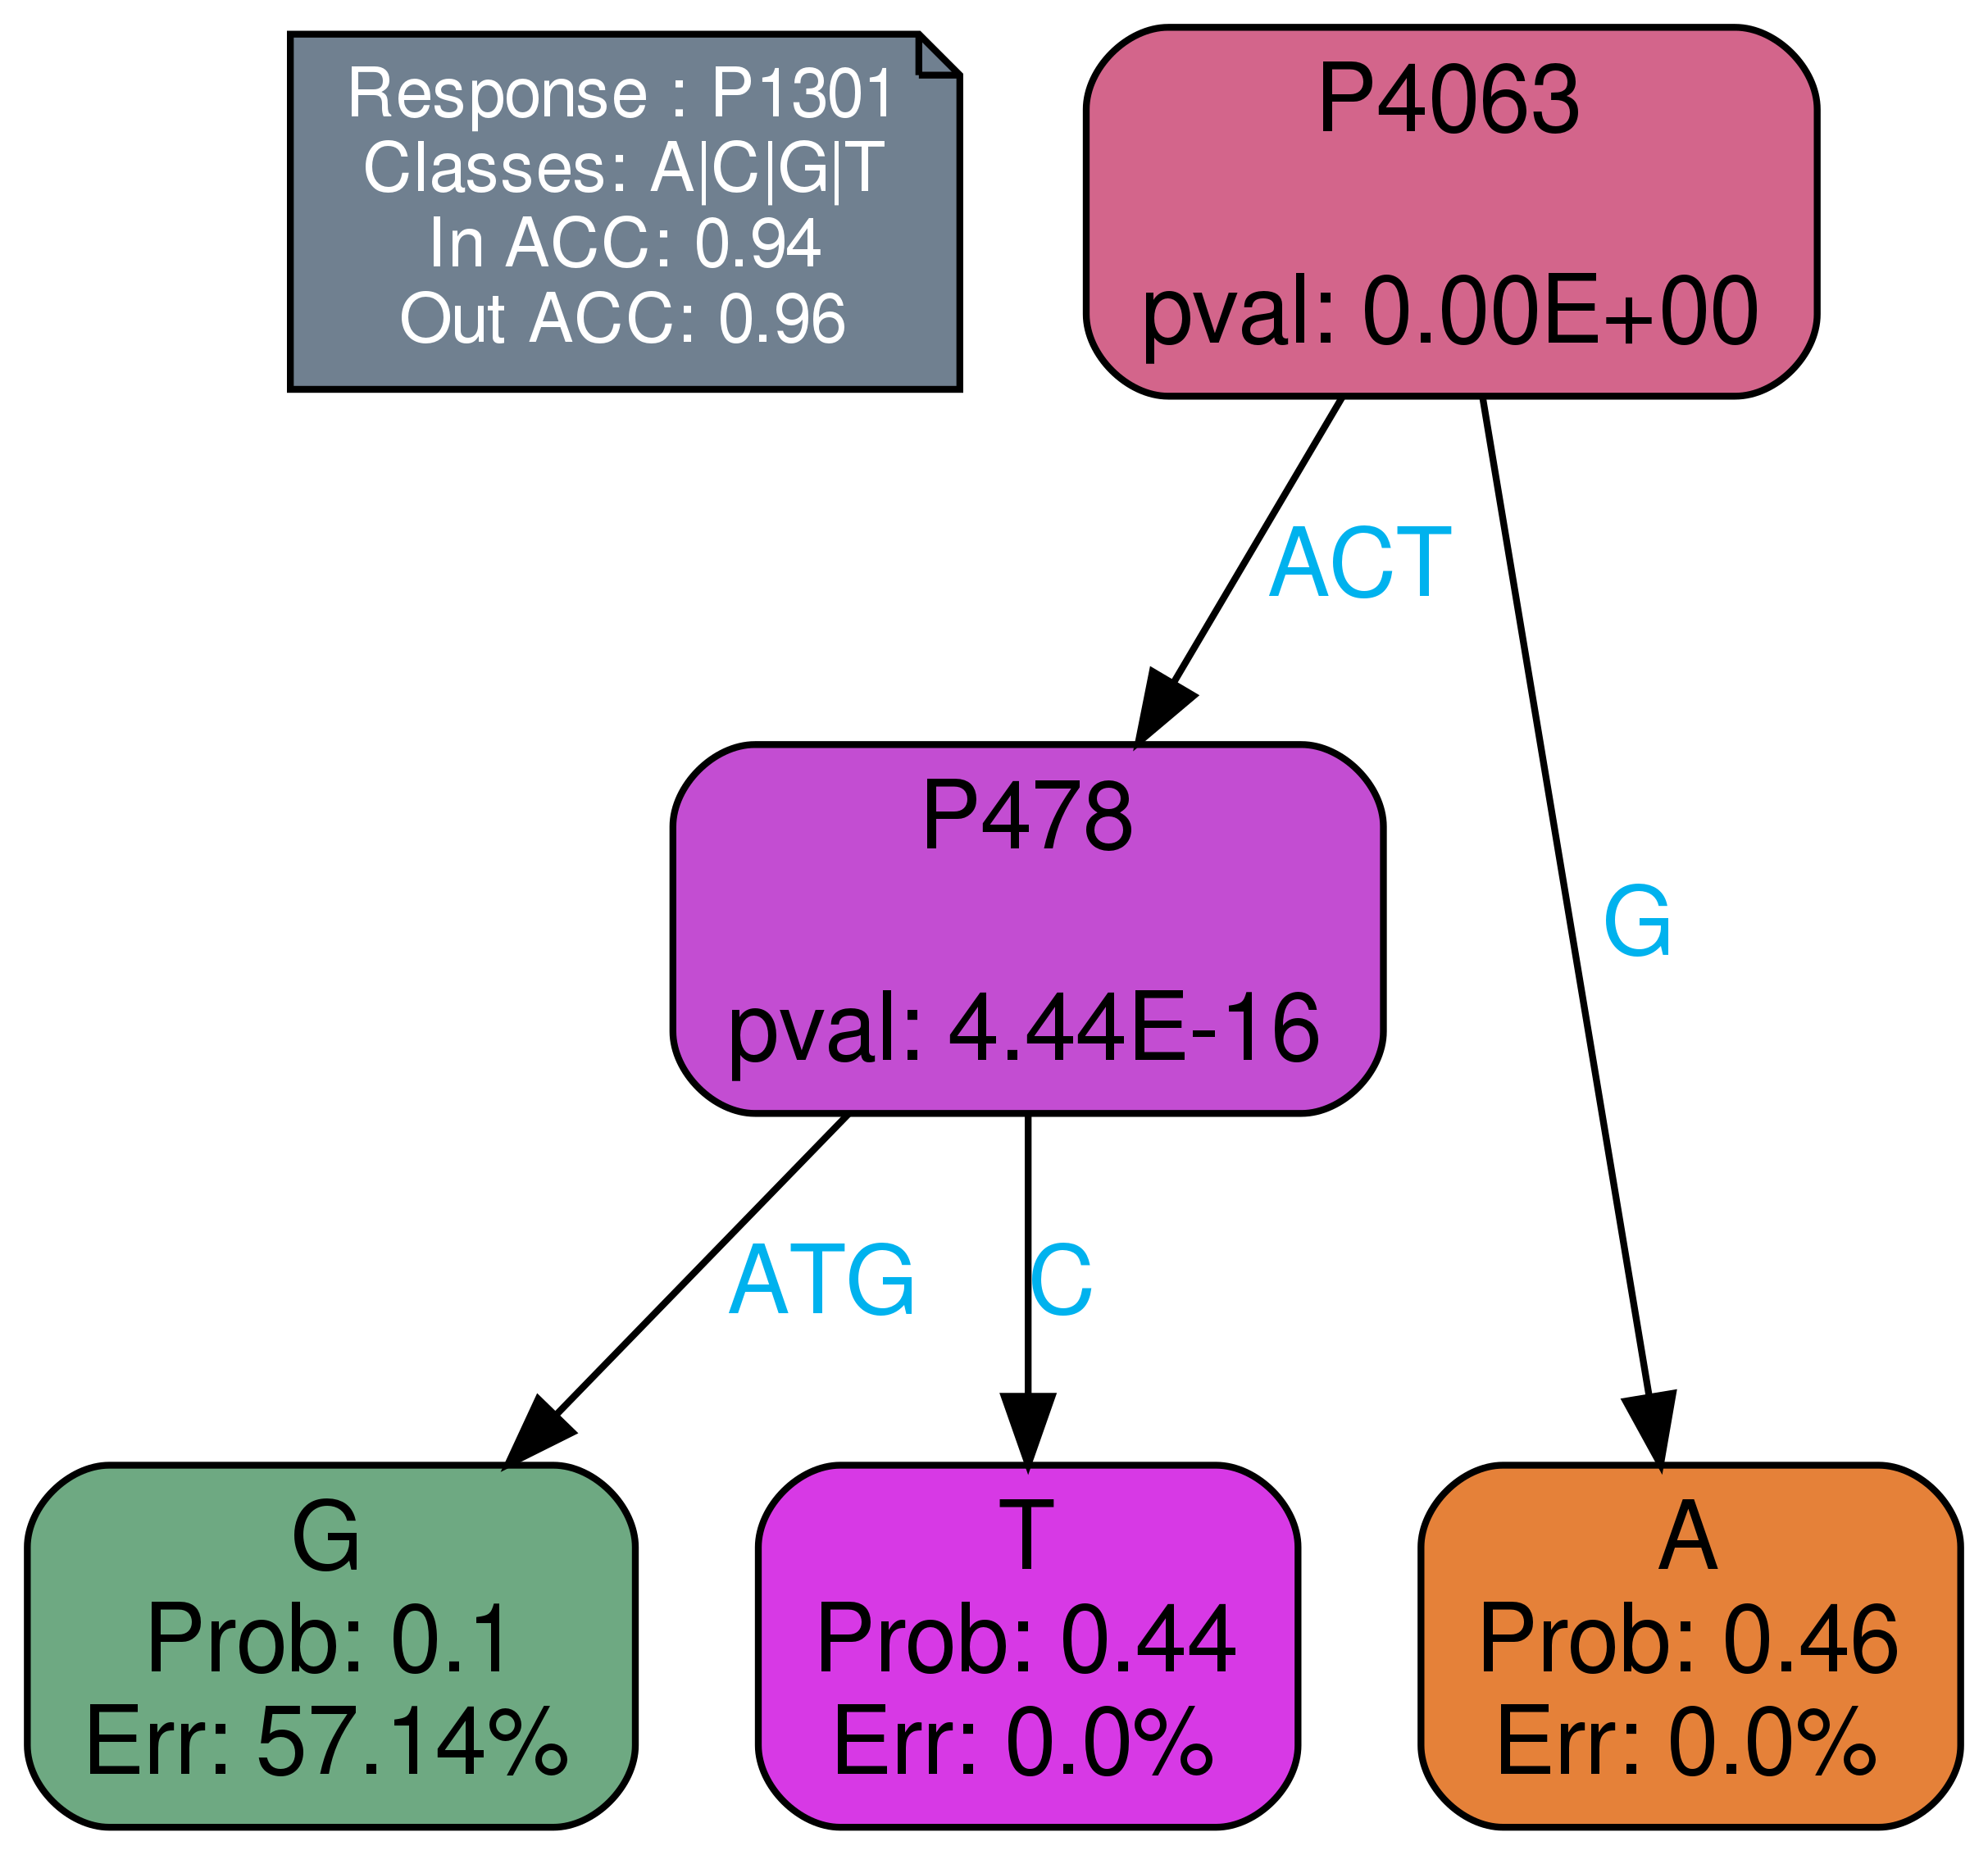 Response : P1301
Classes: A|C|G|T
In ACC: 0.94
Out ACC: 0.96
P4063
pval: 0.00E+00
ACT
P478
pval: 4.44E-16
G
ATG
C
G
Prob: 0.1
Err: 57.14%
T
Prob: 0.44
Err: 0.0%
A
Prob: 0.46
Err: 0.0%